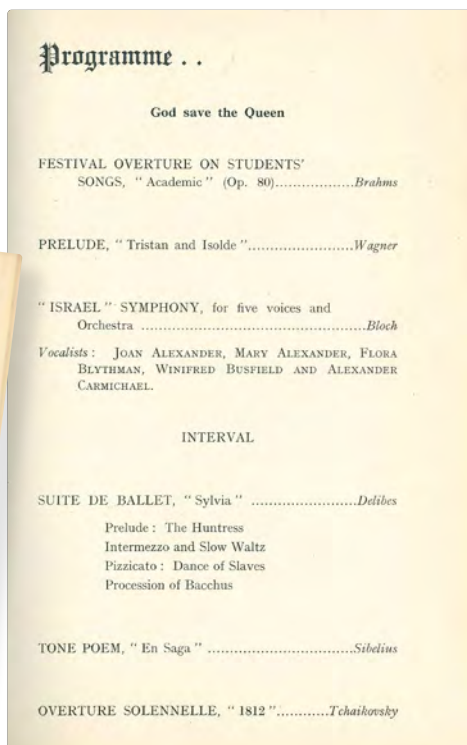 Programme . .
God save the Queen
FESTIVAL OVERTURE ON STUDENTS'
SONGS, "Academic" (Op. 80)...................Brahms
PRELUDE, "Tristan and Isolde"........................Wagner
"ISRAEL" SYMPHONY, for five voices and
Orchestra ...................................................Bloch
Vocalists : JOAN ALEXANDER, MARY ALEXANDER, FLORA
BLYTHMAN, WINIFRED BUSFIELD AND ALEXANDER
CARMICHAEL.
INTERVAL
SUITE DE BALLET, "Sylvia" ........................Delibes
Prelude : The Huntress
Intermezzo and Slow Waltz
Pizzicato : Dance of Slaves
Procession of Bacchus
TONE POEM, "En Saga" .................................Sibelius
OVERTURE SOLENNELLE, "1812"............Tchaikovsky